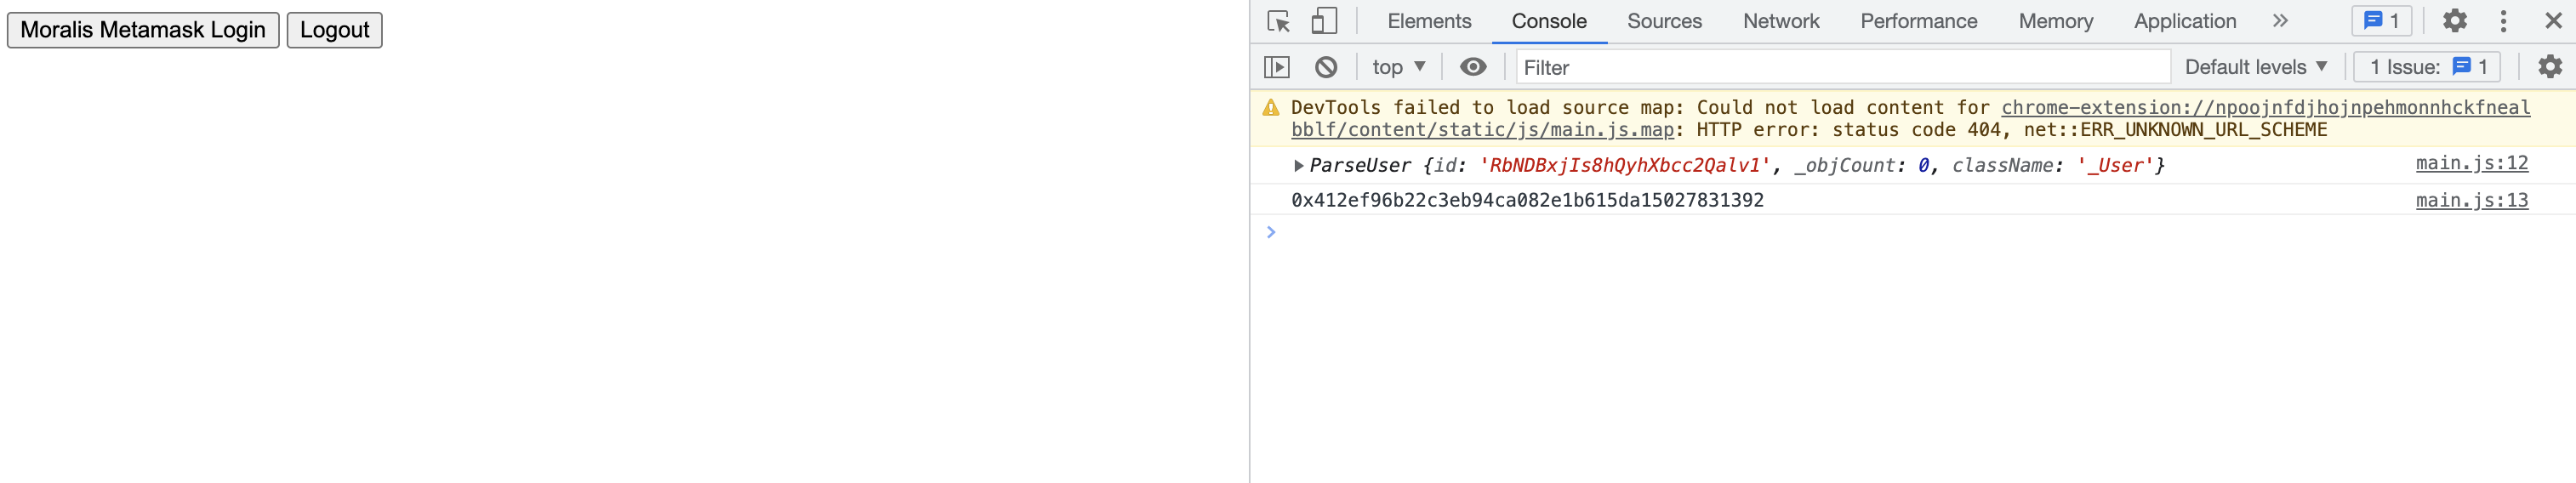 Moralis Metamask Login Logout
Elements Console Sources Network Performance Memory Application 1
top Filter Default levels 1 Issue: 1
DevTools failed to load source map: Could not load content for chrome-extension://npoojnfdjhojnpehmonnhckfneal
bblf/content/static/js/main.js.map: HTTP error: status code 404, net::ERR_UNKNOWN_URL_SCHEME
ParseUser {id: 'RbNDBxjIs8hQyhXbcc2Qalv1', _objCount: 0, className: '_User'} main.js:12
0x412ef96b22c3eb94ca082e1b615da15027831392 main.js:13